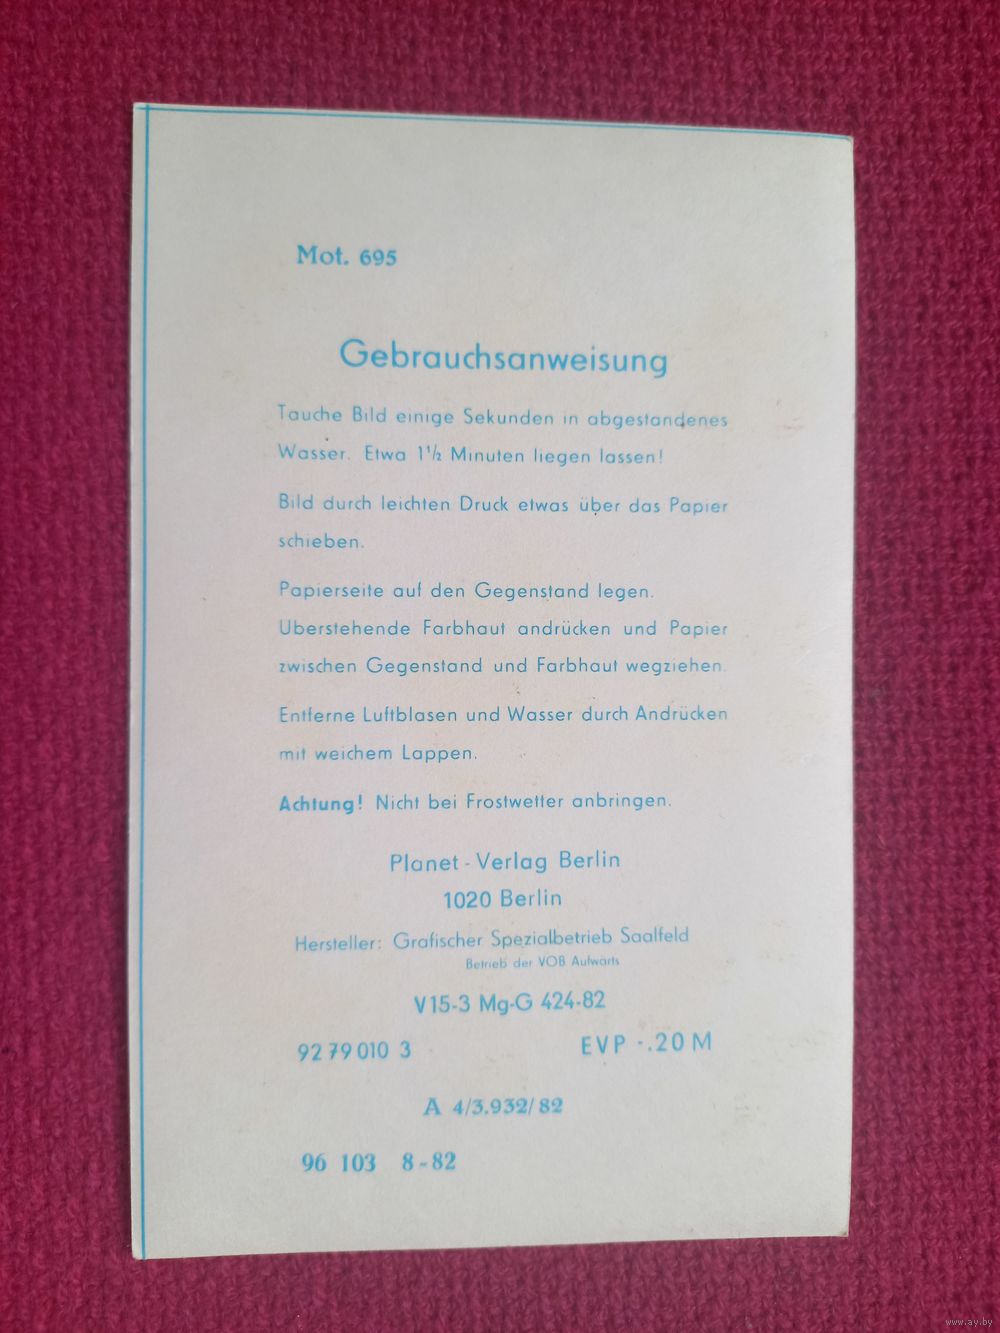 Mot. 695
Gebrauchsanweisung
Tauche Bild einige Sekunden in abgestandenes
Wasser. Etwa 1½ Minuten liegen lassen!
Bild durch leichten Druck etwas über das Papier
schieben.
Papierseite auf den Gegenstand legen.
Uberstehende Farbhaut andrücken und Papier
zwischen Gegenstand und Farbhaut wegziehen.
Entferne Luftblasen und Wasser durch Andrücken
mit weichem Lappen.
Achtung! Nicht bei Frostwetter anbringen.
Planet-Verlag Berlin
1020 Berlin
Hersteller: Grafischer Spezialbetrieb Saalfeld
Betrieb der VOB Aufwärts
V15-3 Mg-G 424-82
92 79 010 3 EVP -.20 M
A 4/3.932/82
96 103 8-82
www.ay.by